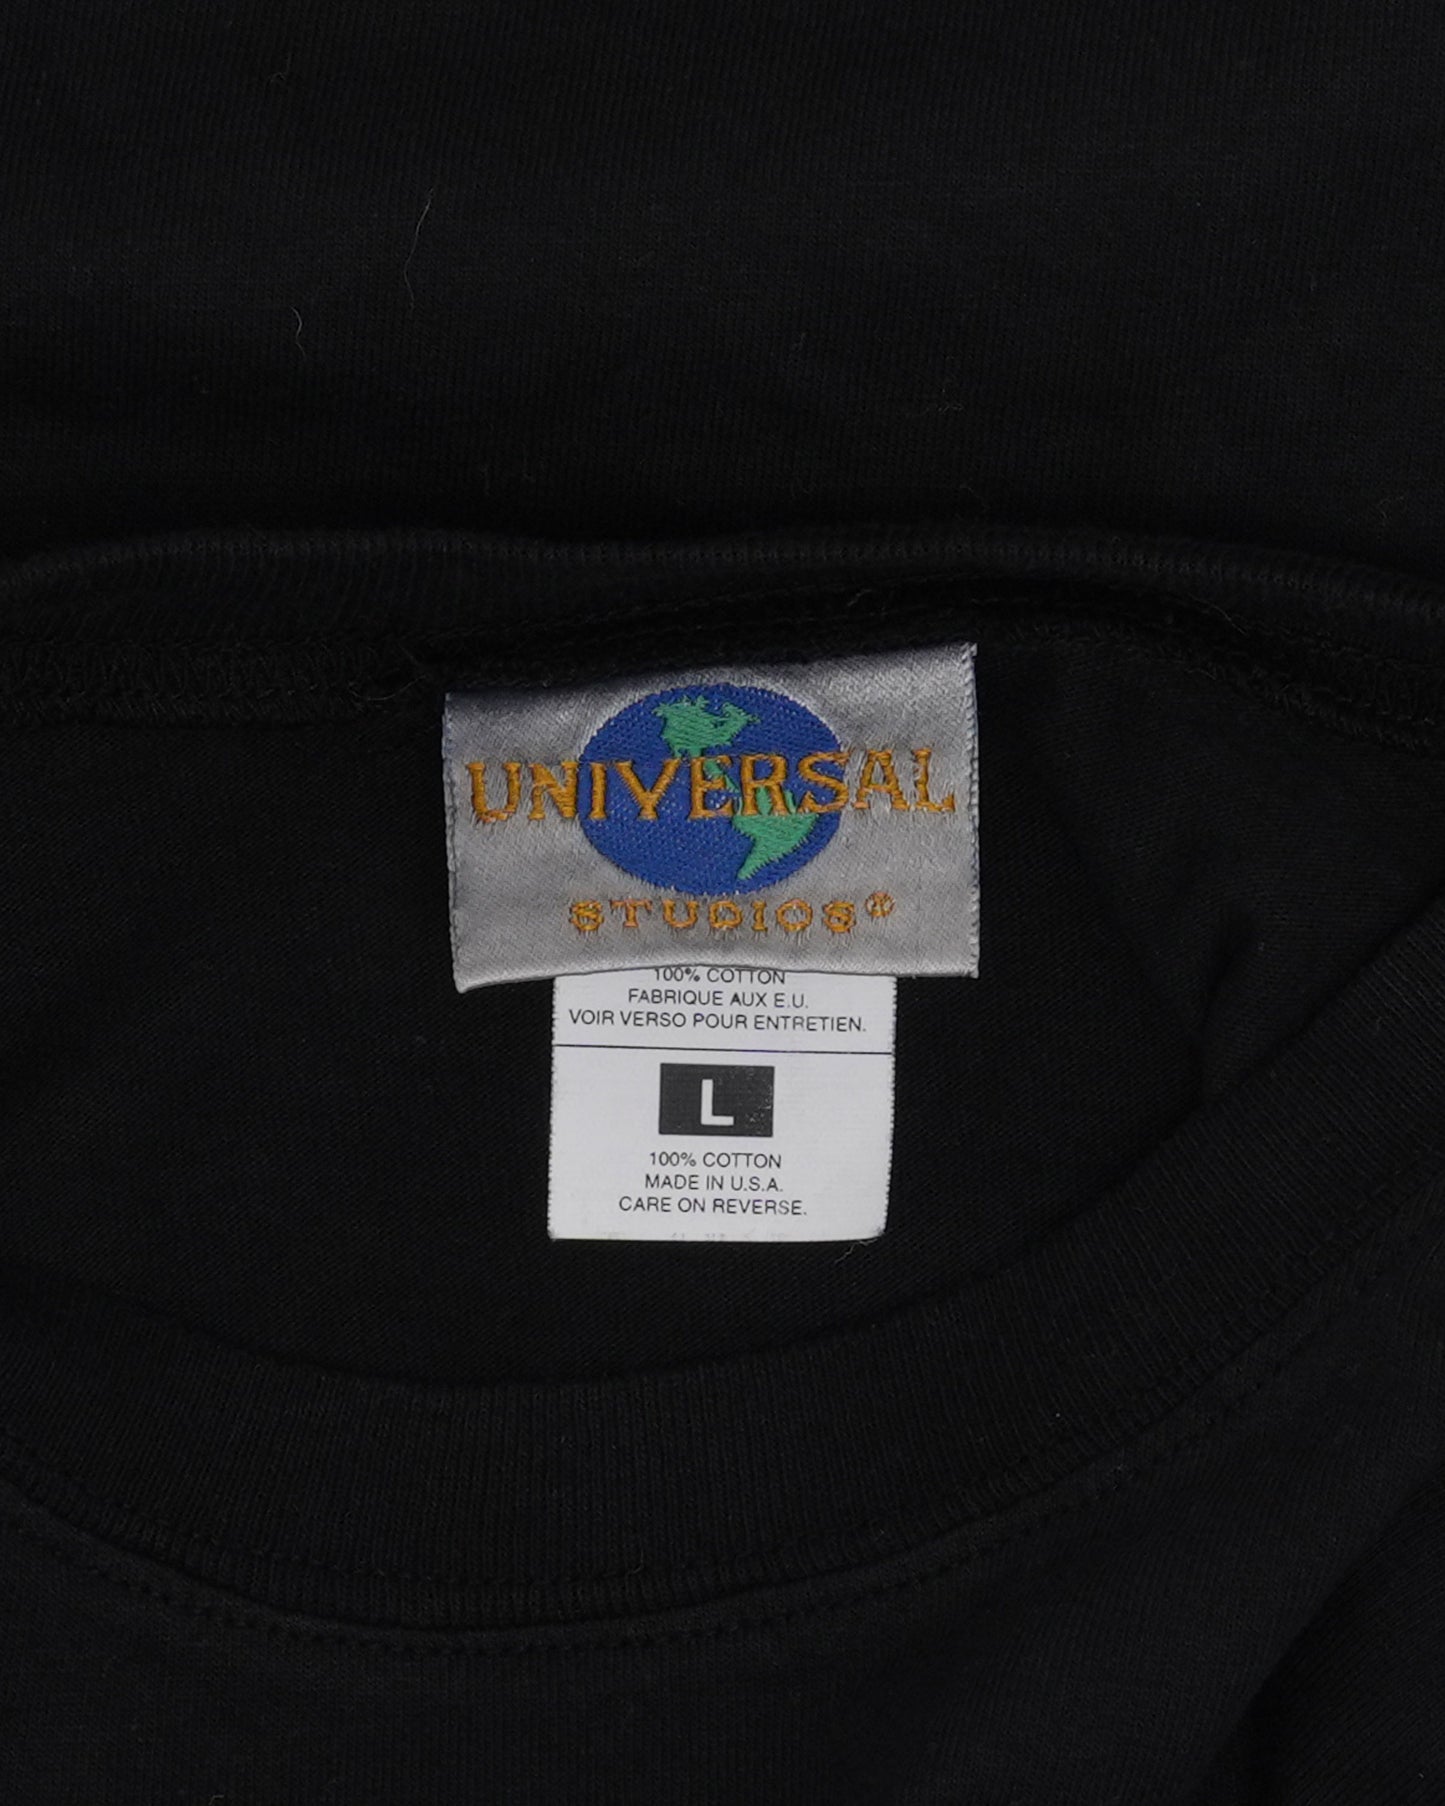 UNIVERSAL
STUDIOS®
100% COTTON
FABRIQUE AUX E.U.
VOIR VERSO POUR ENTRETIEN.
L
100% COTTON
MADE IN U.S.A.
CARE ON REVERSE.